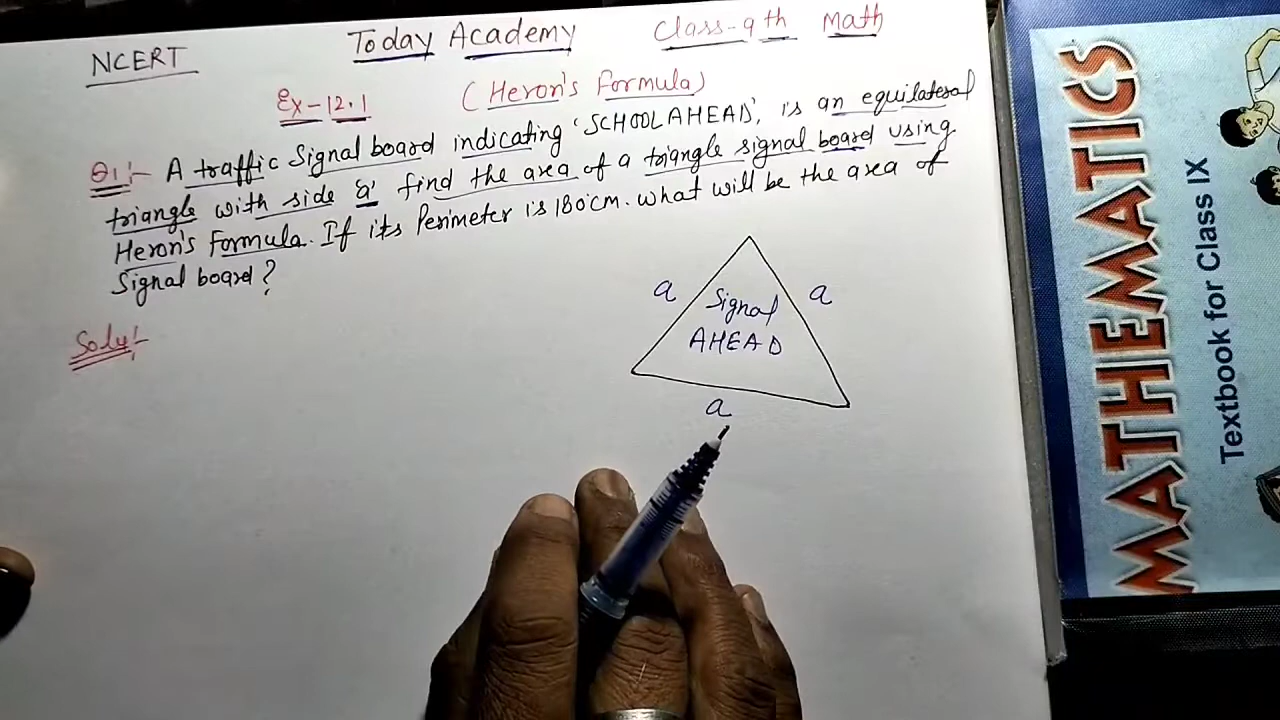 NCERT
Today Academy
Class-9th Math
Ex-12.1 (Heron's Formula)
Q1:- A traffic Signal board indicating 'SCHOOL AHEAD', is an equilateral
triangle with side 'a' find the area of a triangle signal board using
Heron's Formula. If its Perimeter is 180cm. what will be the area of
Signal board?
Solu:-
a
a
Signal
AHEAD
a
MATHEMATICS
Textbook for Class IX